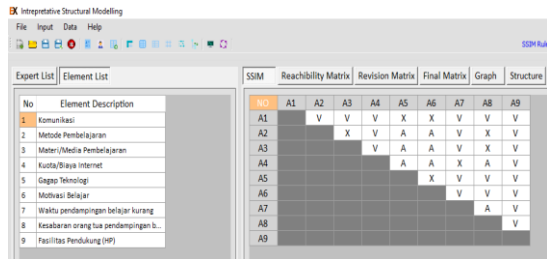 Intrepretative Structural Modelling
File Input Data Help
SSIM Rule
Expert List Element List
SSIM Reachibility Matrix Revision Matrix Final Matrix Graph Structure
No Element Description
1 Komunikasi
2 Metode Pembelajaran
3 Materi/Media Pembelajaran
4 Kuota/Biaya Internet
5 Gagap Teknologi
6 Motivasi Belajar
7 Waktu pendampingan belajar kurang
8 Kesabaran orang tua pendampingan b...
9 Fasilitas Pendukung (HP)
NO A1 A2 A3 A4 A5 A6 A7 A8 A9
A1 V V V X X V V V
A2 X V A A V X V
A3 V A A V X V
A4 A A X A V
A5 X V V V
A6 V V V
A7 A V
A8 V
A9